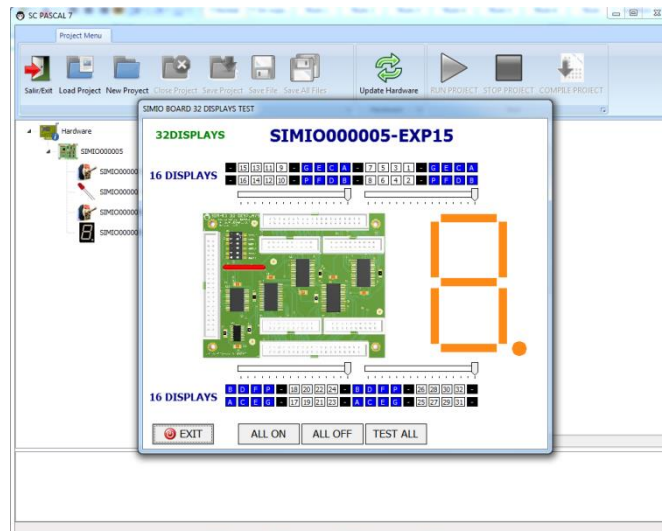 SC PASCAL 7
Project Menu
Salir/Exit Load Project New Proyect Close Project Save Project Save File Save All Files Update Hardware RUN PROJECT STOP PROJECT COMPILE PROJECT
SIMIO BOARD 32 DISPLAYS TEST
Hardware
SIMIO000005
SIMIO00000
SIMIO00000
SIMIO00000
SIMIO00000
32DISPLAYS SIMIO000005-EXP15
16 DISPLAYS
- 15 13 11 9 - G E C A - 7 5 3 1 - G E C A
- 16 14 12 10 - P F D B - 8 6 4 2 - P F D B
16 DISPLAYS
B D F P - 18 20 22 24 - B D F P - 26 28 30 32 -
A C E G - 17 19 21 23 - A C E G - 25 27 29 31 -
EXIT ALL ON ALL OFF TEST ALL